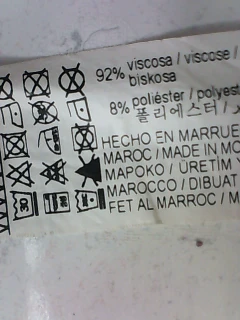 92% viscosa / viscose /
biskosa
8% poliéster / polyest
폴리에스터 /
HECHO EN MARRUE
MAROC / MADE IN MO
MAPOKO / ÜRETİM Y
MAROCCO / DIBUAT
FET AL MARROC / M